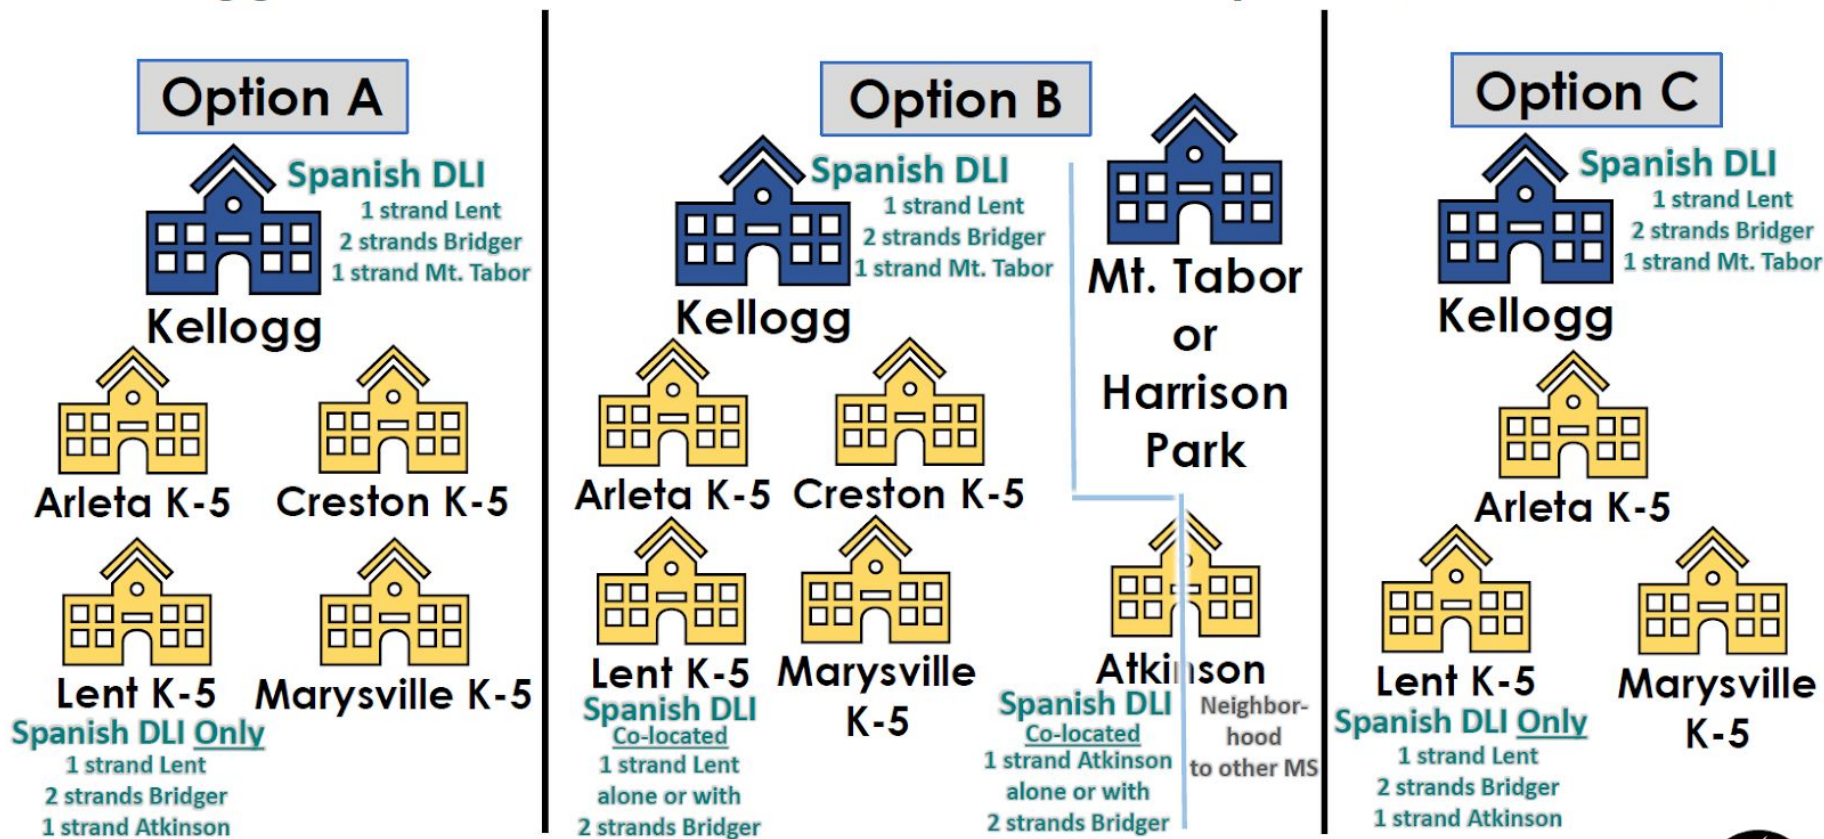 Option A
Spanish DLI
1 strand Lent
2 strands Bridger
1 strand Mt. Tabor
Kellogg
Arleta K-5
Creston K-5
Lent K-5
Marysville K-5
Spanish DLI Only
1 strand Lent
2 strands Bridger
1 strand Atkinson
Option B
Spanish DLI
1 strand Lent
2 strands Bridger
1 strand Mt. Tabor
Kellogg
Mt. Tabor
or
Harrison
Park
Arleta K-5
Creston K-5
Lent K-5
Spanish DLI
Co-located
1 strand Lent
alone or with
2 strands Bridger
Marysville
K-5
Atkinson
Spanish DLI
Co-located
1 strand Atkinson
alone or with
2 strands Bridger
Neighbor-
hood
to other MS
Option C
Spanish DLI
1 strand Lent
2 strands Bridger
1 strand Mt. Tabor
Kellogg
Arleta K-5
Lent K-5
Spanish DLI Only
1 strand Lent
2 strands Bridger
1 strand Atkinson
Marysville
K-5